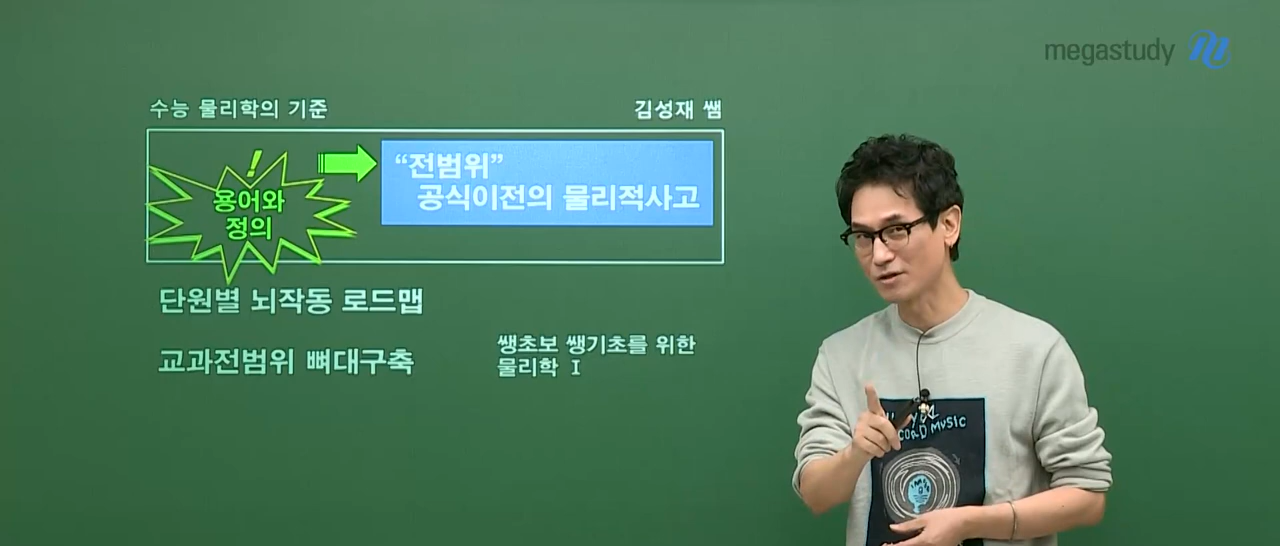 megastudy
수능 물리학의 기준
김성재 쌤
!
용어와
정의
“전범위”
공식이전의 물리적사고
단원별 뇌작동 로드맵
교과전범위 뼈대구축
쌩초보 쌩기초를 위한
물리학 I
CORD MUSIC